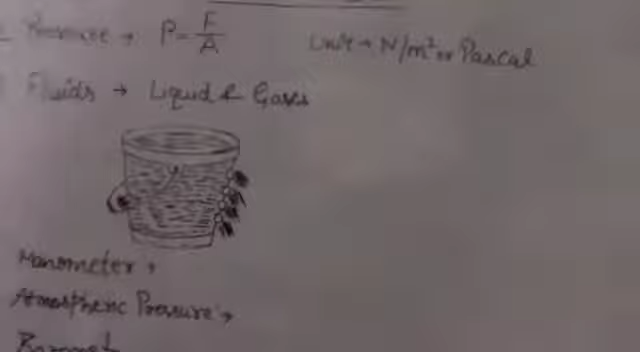 Pressure → P = F/A Unit → N/m² or Pascal
Fluids → Liquid & Gases
Manometer →
Atmospheric Pressure →